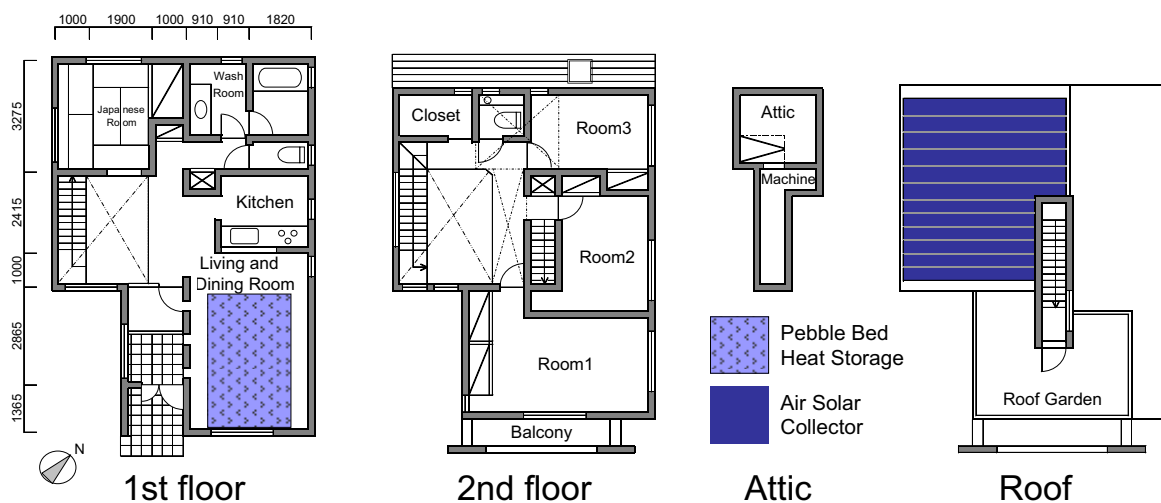 1000 1900 1000 910 910 1820
3275
2415
1000
2865
1365
Japanese
Room
Wash
Room
Kitchen
Living and
Dining Room
N
1st floor
Closet
Room3
Room2
Room1
Balcony
2nd floor
Attic
Machine
Pebble Bed
Heat Storage
Air Solar
Collector
Attic
Roof Garden
Roof